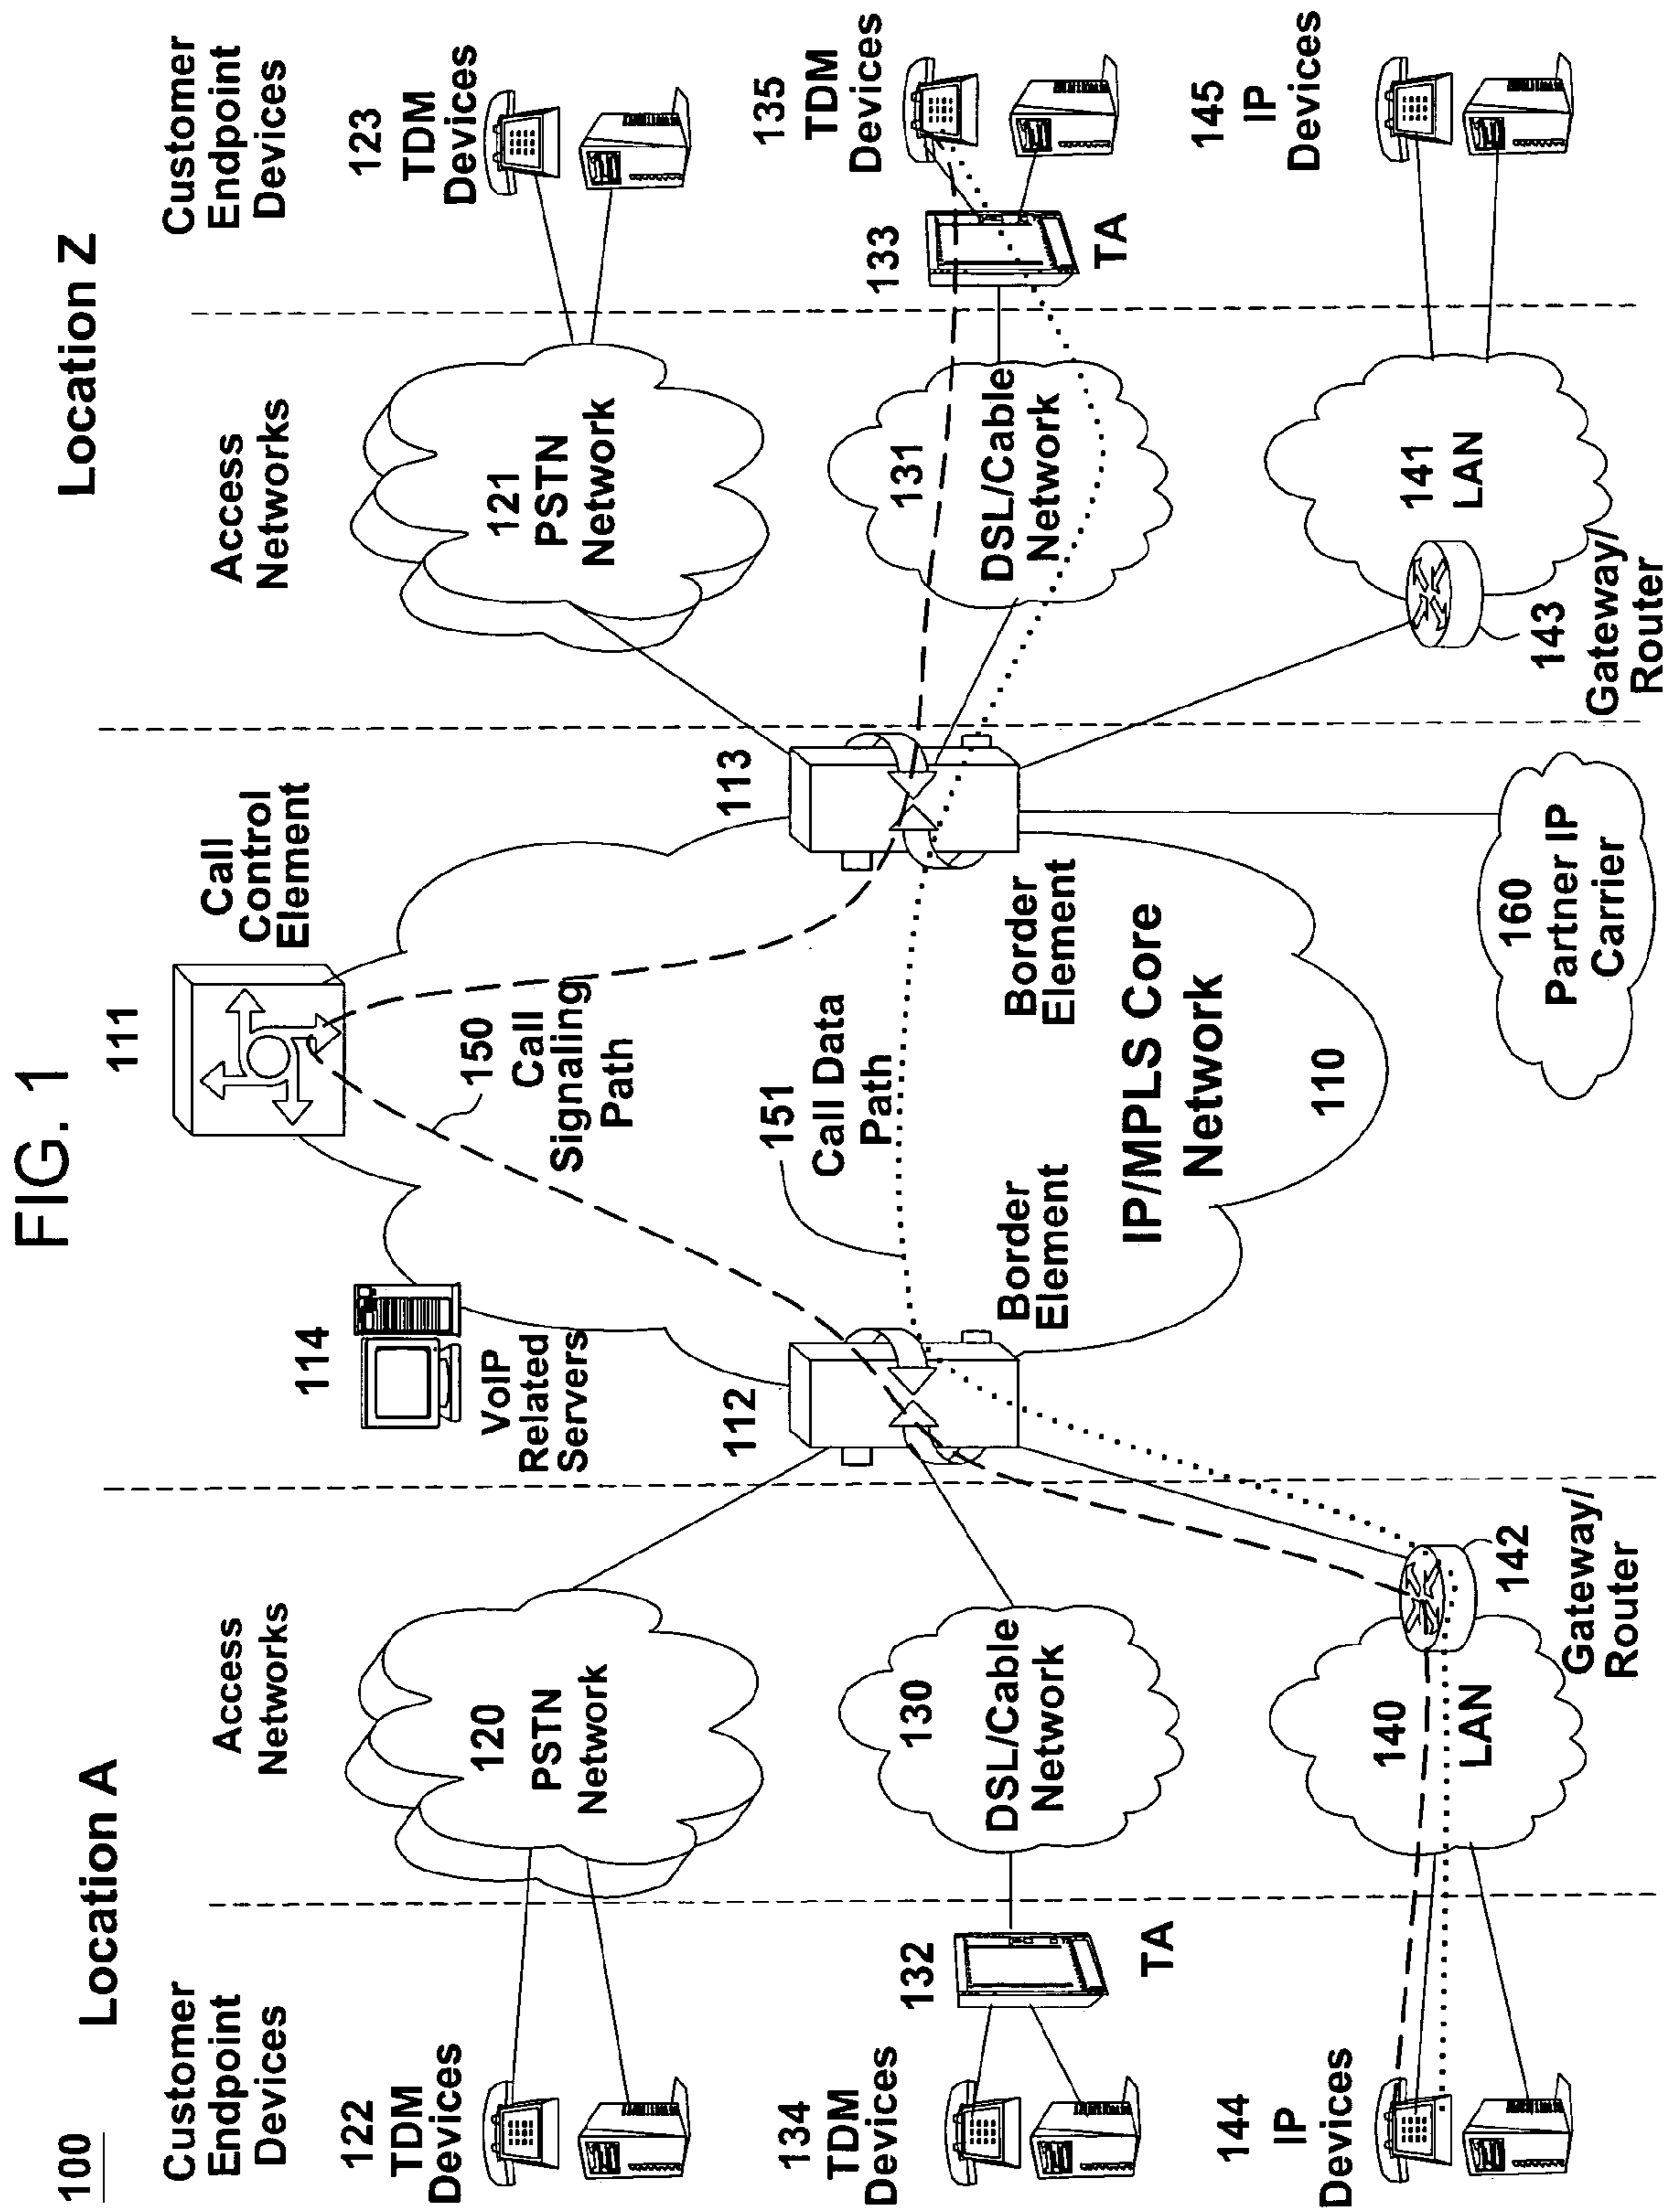 FIG. 1
100
Location A
Location Z
Customer
Endpoint
Devices
Access
Networks
114
VoIP
Related
Servers
111
Call
Control
Element
Access
Networks
Customer
Endpoint
Devices
122
TDM
Devices
120
PSTN
Network
150
Call
Signaling
Path
121
PSTN
Network
123
TDM
Devices
112
113
151
Call Data
Path
134
TDM
Devices
132
TA
130
DSL/Cable
Network
Border
Element
Border
Element
131
DSL/Cable
Network
133
TA
135
TDM
Devices
IP/MPLS Core
Network
110
144
IP
Devices
140
LAN
142
Gateway/
Router
160
Partner IP
Carrier
143
Gateway/
Router
141
LAN
145
IP
Devices